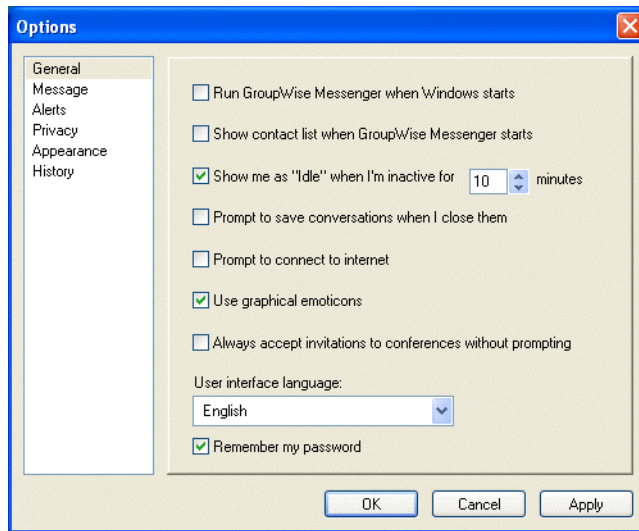 Options
General
Message
Alerts
Privacy
Appearance
History
Run GroupWise Messenger when Windows starts
Show contact list when GroupWise Messenger starts
Show me as "Idle" when I'm inactive for 10 minutes
Prompt to save conversations when I close them
Prompt to connect to internet
Use graphical emoticons
Always accept invitations to conferences without prompting
User interface language:
English
Remember my password
OK Cancel Apply